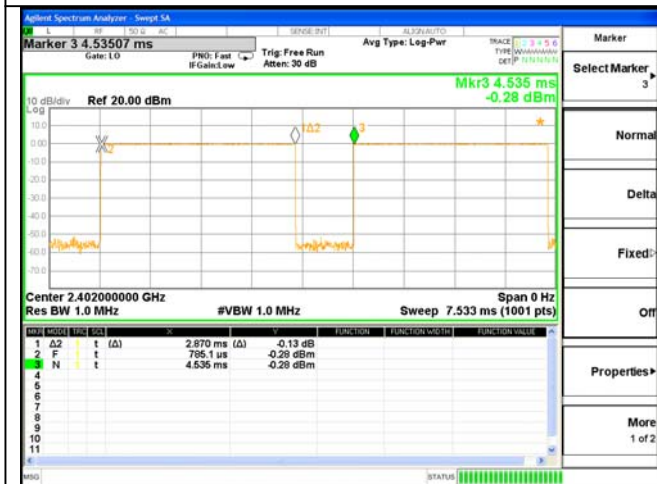 Agilent Spectrum Analyzer - Swept SA
L RF 50 Ω AC SENSE:INT ALIGNAUTO
Marker 3 4.53507 ms
Gate: LO
PNO: Fast
IFGain:Low
Trig: Free Run
Atten: 30 dB
Avg Type: Log-Pwr
TRACE 1 2 3 4 5 6
TYPE
DET P N N N N N
Mkr3 4.535 ms
-0.28 dBm
10 dB/div Ref 20.00 dBm
Log
10.0
0.00
-10.0
-20.0
-30.0
-40.0
-50.0
-60.0
-70.0
2
1Δ2
3
Center 2.402000000 GHz Span 0 Hz
Res BW 1.0 MHz #VBW 1.0 MHz Sweep 7.533 ms (1001 pts)
MKR MODE TRC SCL X Y FUNCTION FUNCTION WIDTH FUNCTION VALUE
1 Δ2 1 t (Δ) 2.870 ms (Δ) -0.13 dB
2 F 1 t 785.1 µs -0.28 dBm
3 N 1 t 4.535 ms -0.28 dBm
4
5
6
7
8
9
10
11
MSG STATUS
Marker
Select Marker
3
Normal
Delta
Fixed
Off
Properties
More
1 of 2